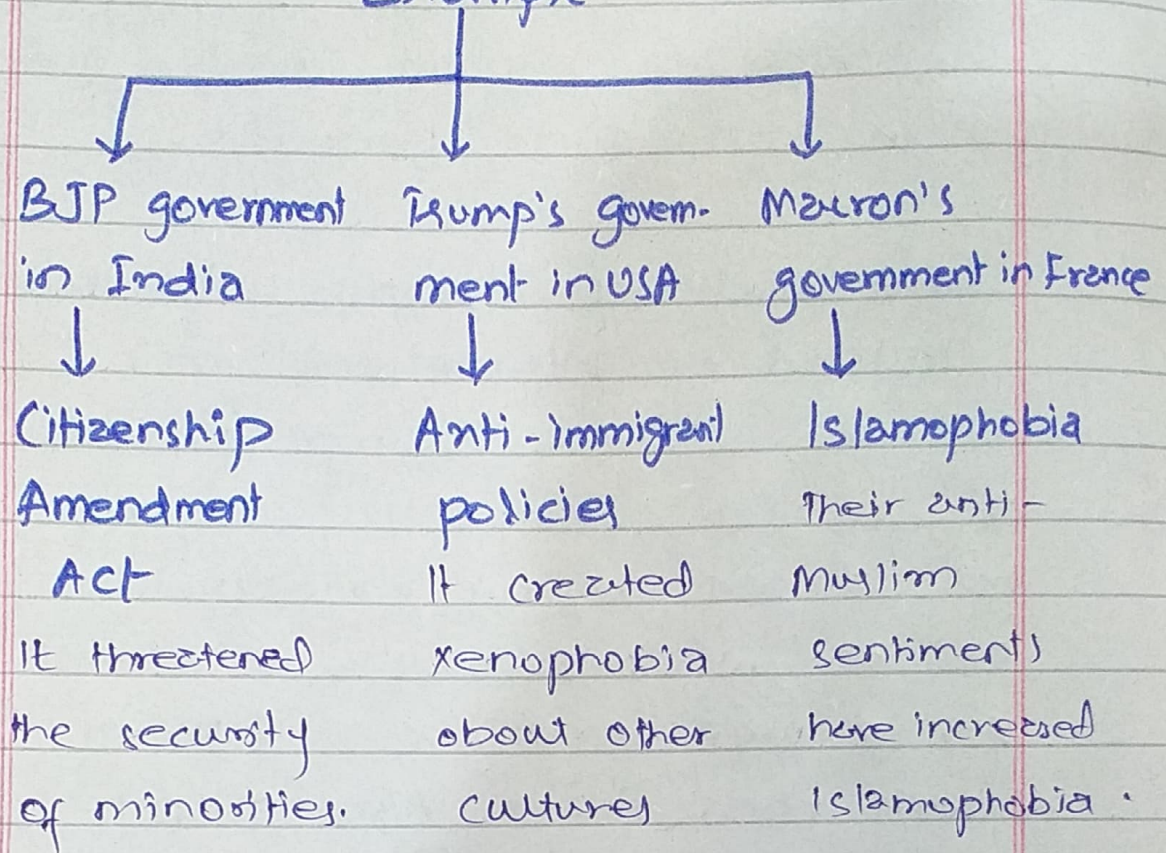 Example
BJP government
in India
Citizenship
Amendment
Act
It threatened
the security
of minorities.
Trump's govern-
ment in USA
Anti-immigrant
policies
It created
xenophobia
about other
cultures
Macron's
government in France
Islamophobia
Their anti-
Muslim
sentiments
have increased
Islamophobia.